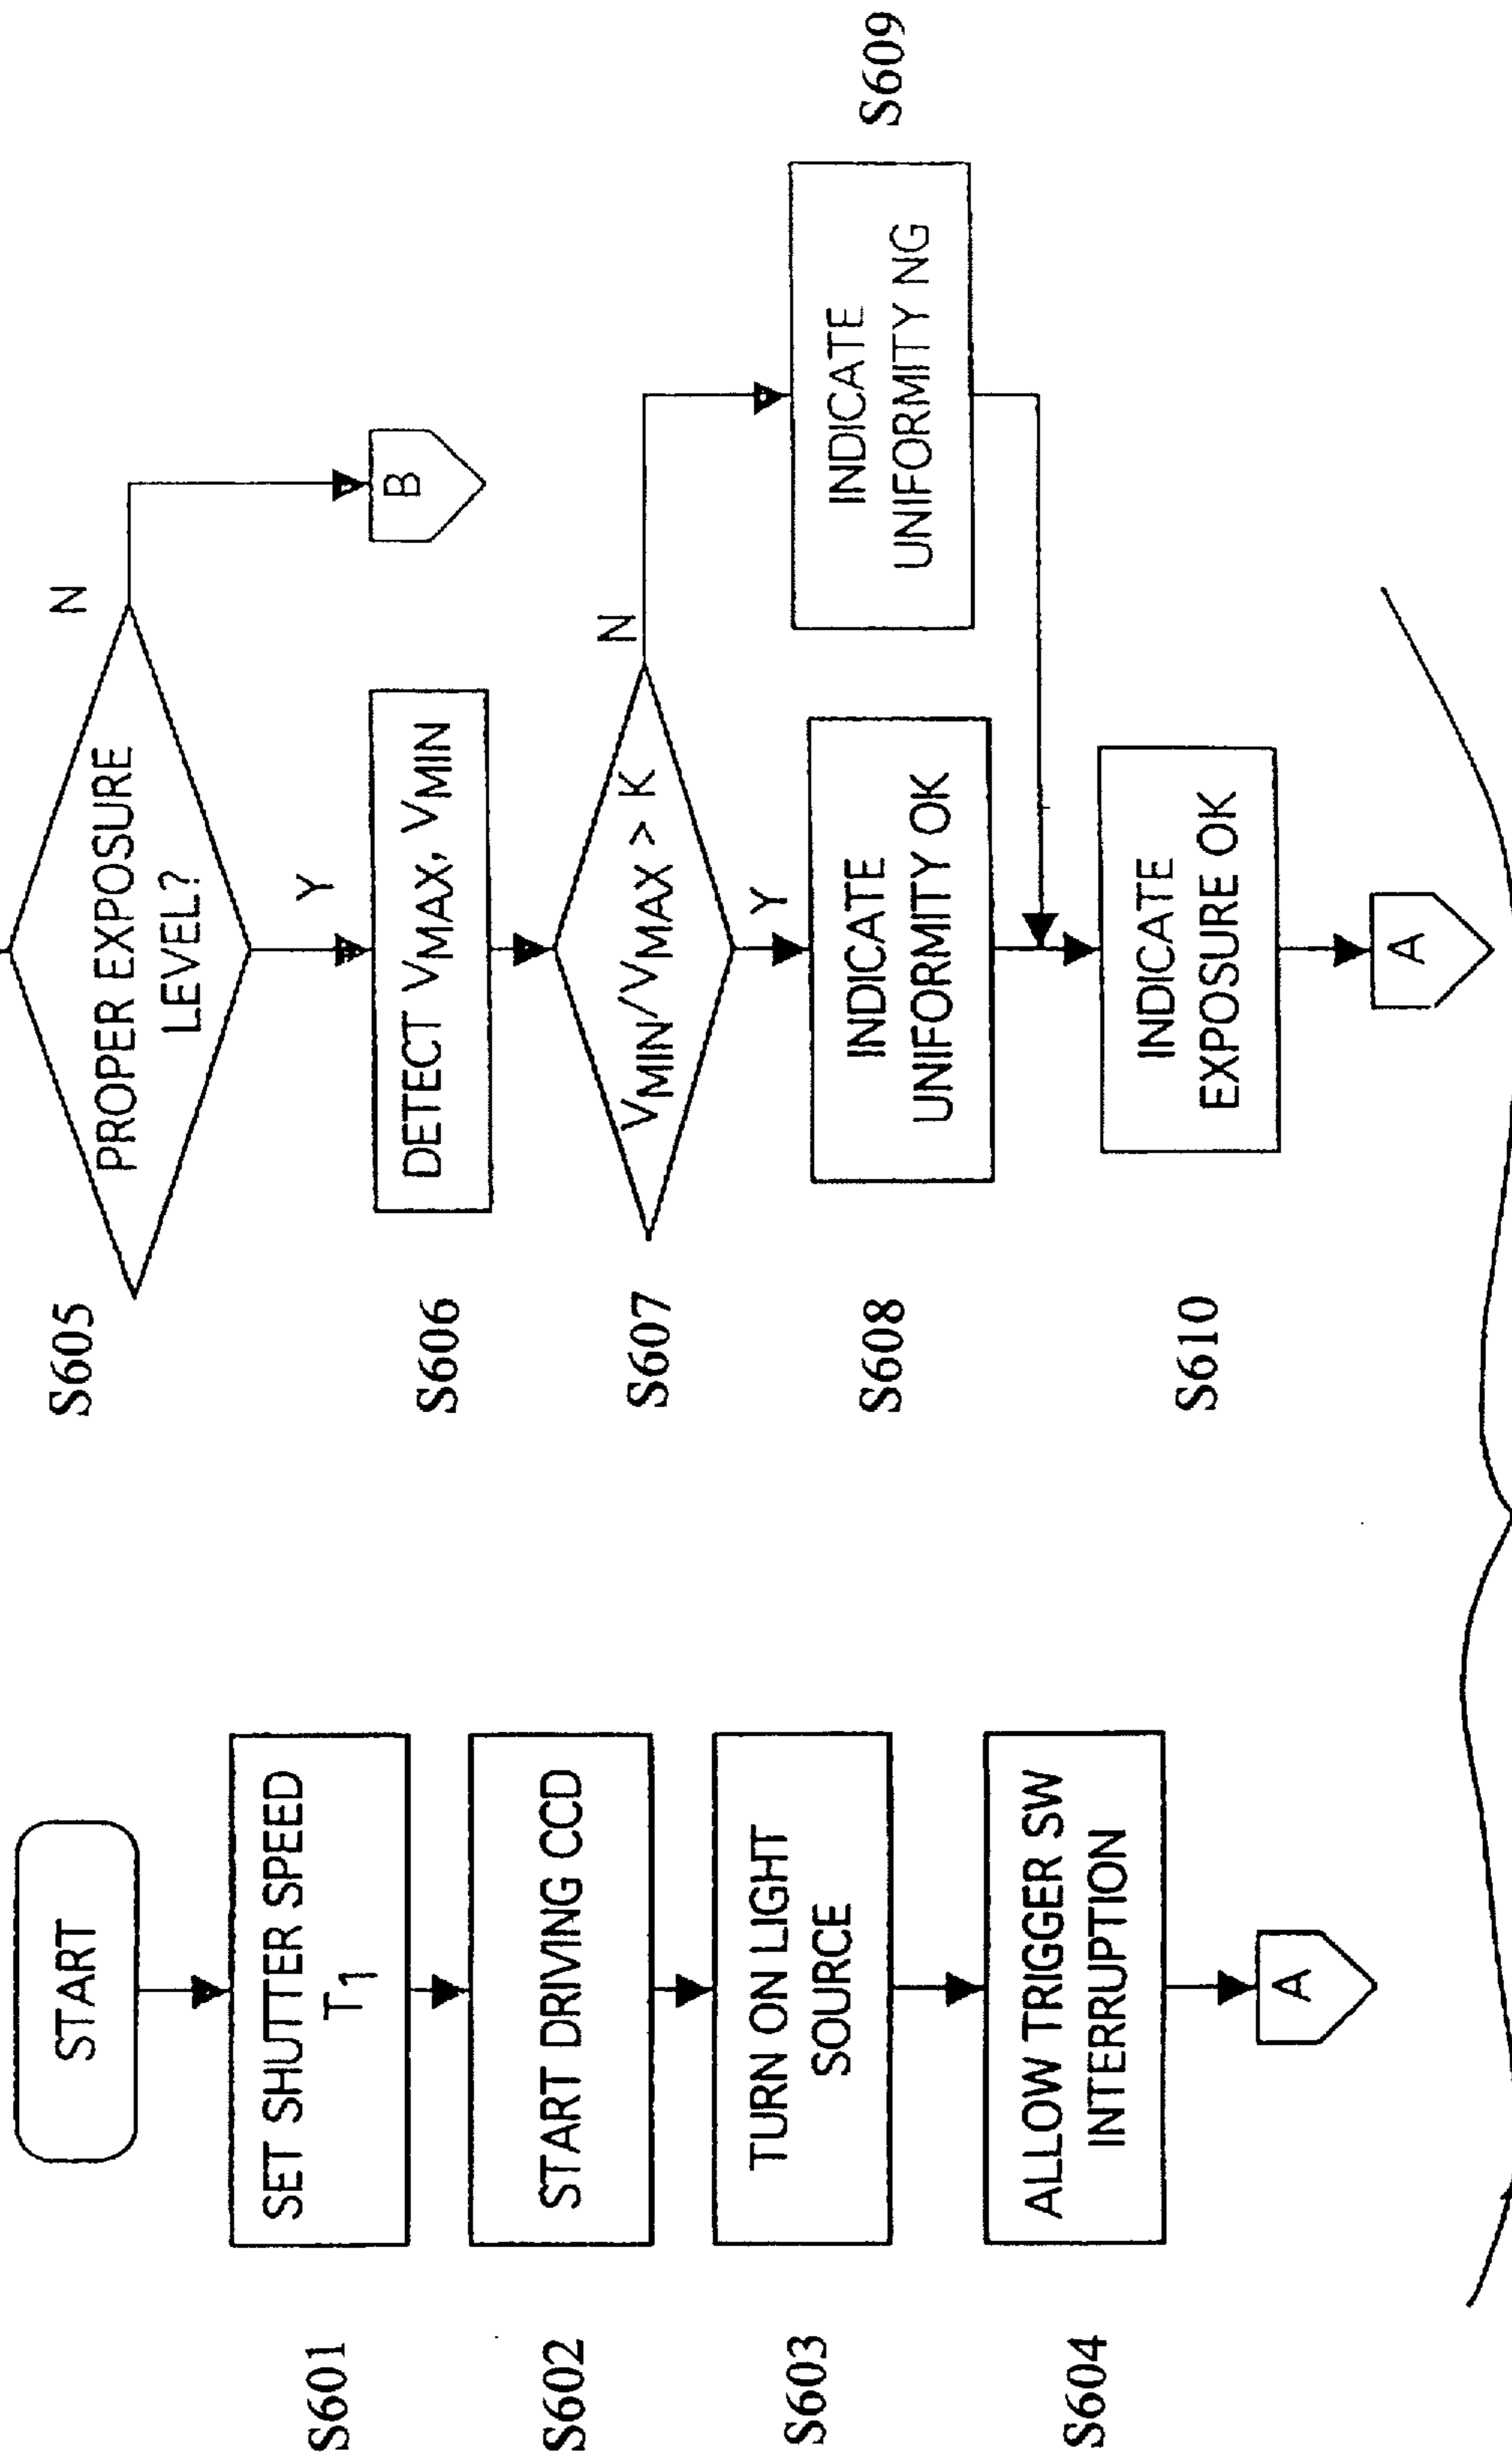 START
S601
SET SHUTTER SPEED
T1
S602
START DRIVING CCD
S603
TURN ON LIGHT
SOURCE
S604
ALLOW TRIGGER SW
INTERRUPTION
A
S605
PROPER EXPOSURE
LEVEL?
N
Y
B
S606
DETECT VMAX, VMIN
S607
VMIN/VMAX > K
N
Y
S608
INDICATE
UNIFORMITY OK
INDICATE
UNIFORMITY NG
S609
S610
INDICATE
EXPOSURE OK
A